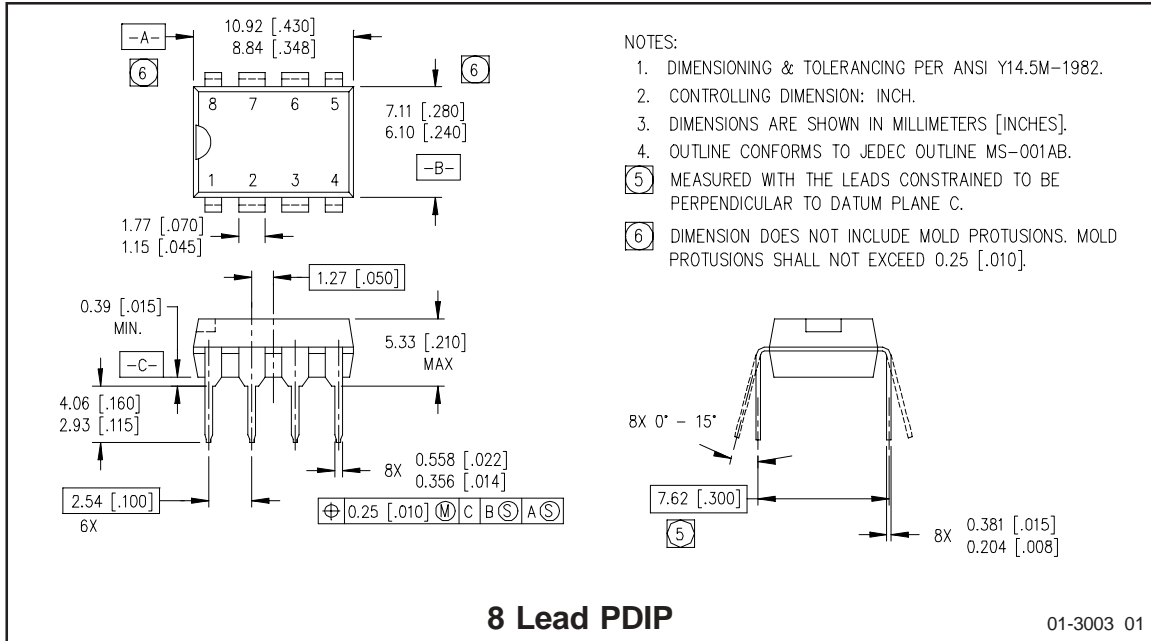 10.92 [.430]
8.84 [.348]
-A-
6
6
8 7 6 5
7.11 [.280]
6.10 [.240]
1 2 3 4
-B-
1.77 [.070]
1.15 [.045]
1.27 [.050]
0.39 [.015]
MIN.
5.33 [.210]
MAX
-C-
4.06 [.160]
2.93 [.115]
8X 0.558 [.022]
0.356 [.014]
2.54 [.100]
6X
⌖ 0.25 [.010] Ⓜ C B Ⓢ A Ⓢ
NOTES:
1. DIMENSIONING & TOLERANCING PER ANSI Y14.5M-1982.
2. CONTROLLING DIMENSION: INCH.
3. DIMENSIONS ARE SHOWN IN MILLIMETERS [INCHES].
4. OUTLINE CONFORMS TO JEDEC OUTLINE MS-001AB.
5 MEASURED WITH THE LEADS CONSTRAINED TO BE
PERPENDICULAR TO DATUM PLANE C.
6 DIMENSION DOES NOT INCLUDE MOLD PROTUSIONS. MOLD
PROTUSIONS SHALL NOT EXCEED 0.25 [.010].
8X 0° - 15°
7.62 [.300]
5
8X 0.381 [.015]
0.204 [.008]
8 Lead PDIP
01-3003 01